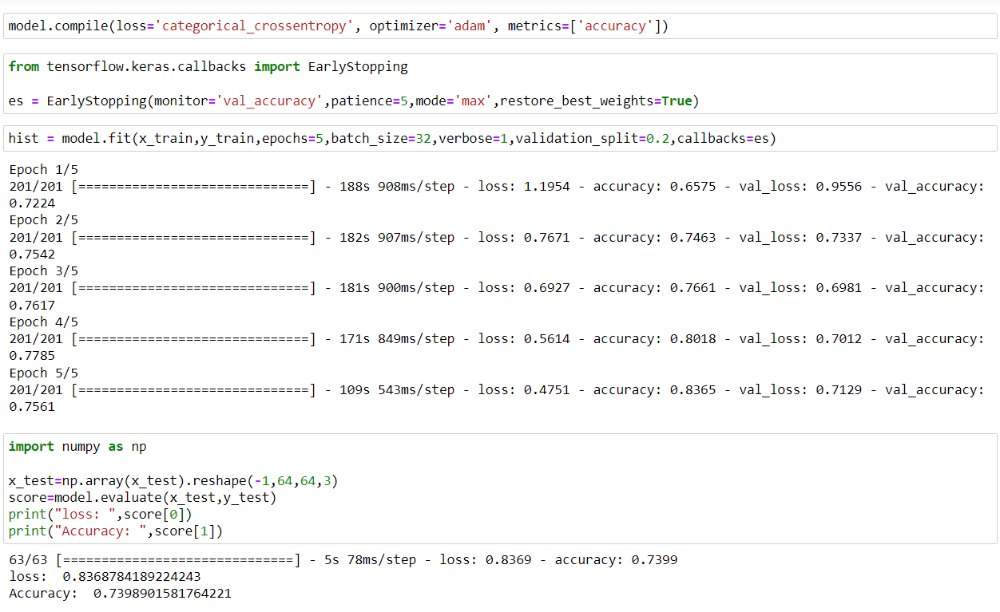 model.compile(loss='categorical_crossentropy', optimizer='adam', metrics=['accuracy'])
from tensorflow.keras.callbacks import EarlyStopping
es = EarlyStopping(monitor='val_accuracy',patience=5,mode='max',restore_best_weights=True)
hist = model.fit(x_train,y_train,epochs=5,batch_size=32,verbose=1,validation_split=0.2,callbacks=es)
Epoch 1/5
201/201 [==============================] - 188s 908ms/step - loss: 1.1954 - accuracy: 0.6575 - val_loss: 0.9556 - val_accuracy:
0.7224
Epoch 2/5
201/201 [==============================] - 182s 907ms/step - loss: 0.7671 - accuracy: 0.7463 - val_loss: 0.7337 - val_accuracy:
0.7542
Epoch 3/5
201/201 [==============================] - 181s 900ms/step - loss: 0.6927 - accuracy: 0.7661 - val_loss: 0.6981 - val_accuracy:
0.7617
Epoch 4/5
201/201 [==============================] - 171s 849ms/step - loss: 0.5614 - accuracy: 0.8018 - val_loss: 0.7012 - val_accuracy:
0.7785
Epoch 5/5
201/201 [==============================] - 109s 543ms/step - loss: 0.4751 - accuracy: 0.8365 - val_loss: 0.7129 - val_accuracy:
0.7561
import numpy as np
x_test=np.array(x_test).reshape(-1,64,64,3)
score=model.evaluate(x_test,y_test)
print("loss: ",score[0])
print("Accuracy: ",score[1])
63/63 [==============================] - 5s 78ms/step - loss: 0.8369 - accuracy: 0.7399
loss:  0.8368784189224243
Accuracy:  0.7398901581764221